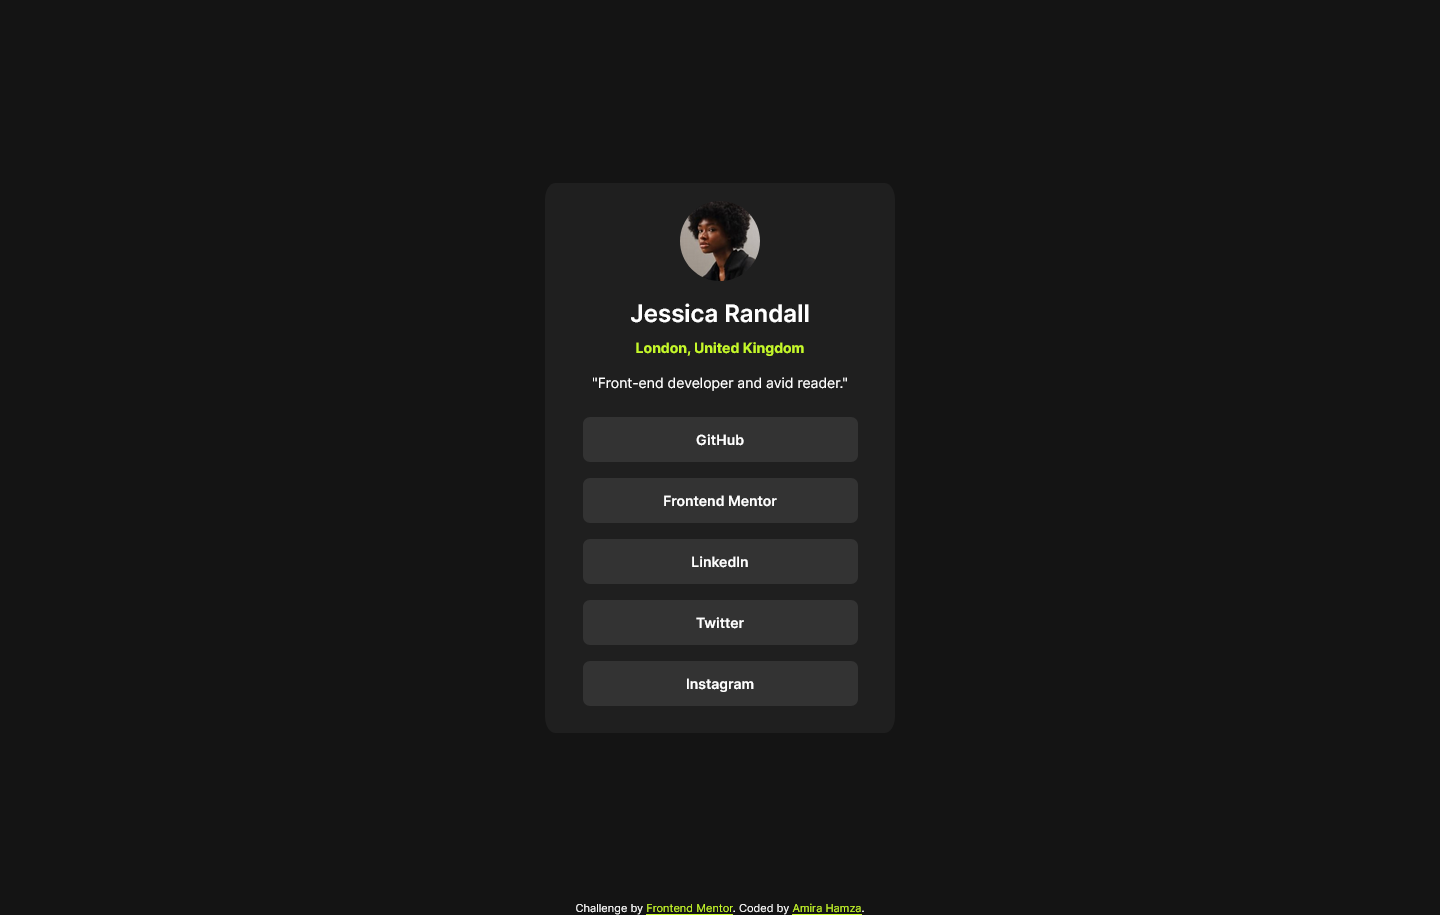 Jessica Randall
London, United Kingdom
"Front-end developer and avid reader."
GitHub
Frontend Mentor
LinkedIn
Twitter
Instagram
Challenge by Frontend Mentor. Coded by Amira Hamza.